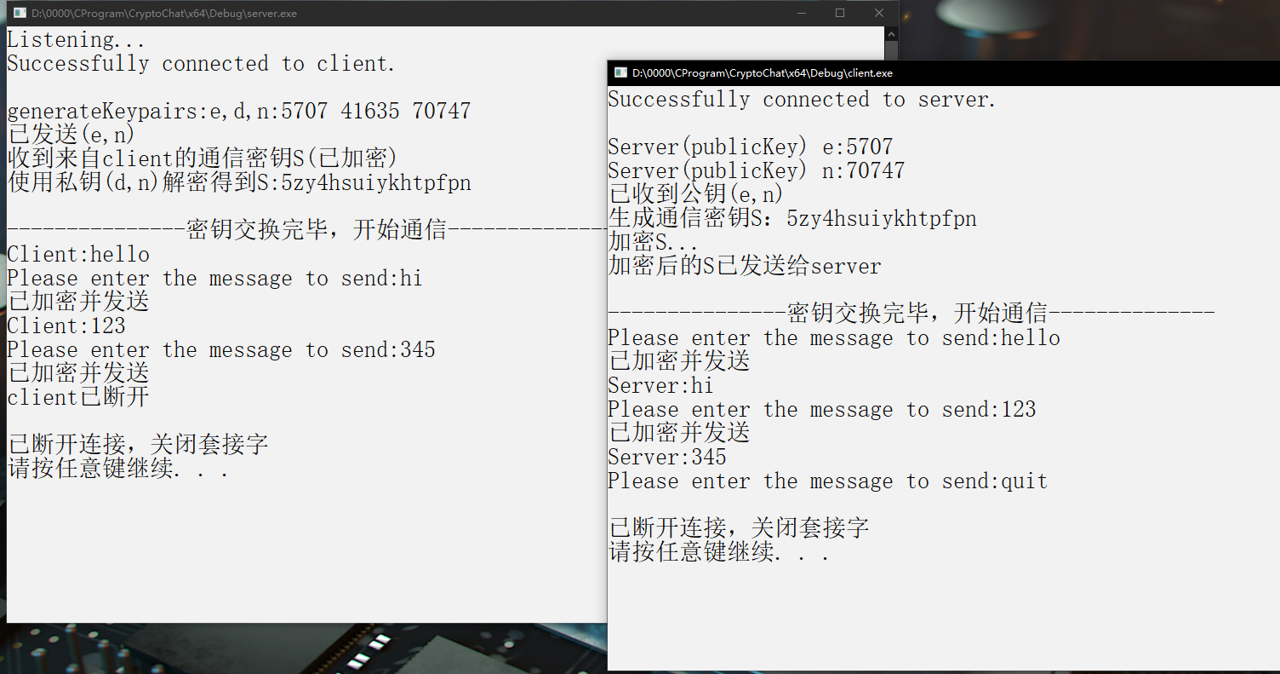 D:\0000\CProgram\CryptoChat\x64\Debug\server.exe
Listening...
Successfully connected to client.
generateKeypairs:e,d,n:5707 41635 70747
已发送(e,n)
收到来自client的通信密钥S(已加密)
使用私钥(d,n)解密得到S:5zy4hsuiykhtpfpn
---------------密钥交换完毕，开始通信--------------
Client:hello
Please enter the message to send:hi
已加密并发送
Client:123
Please enter the message to send:345
已加密并发送
client已断开
已断开连接，关闭套接字
请按任意键继续. . .
D:\0000\CProgram\CryptoChat\x64\Debug\client.exe
Successfully connected to server.
Server(publicKey) e:5707
Server(publicKey) n:70747
已收到公钥(e,n)
生成通信密钥S：5zy4hsuiykhtpfpn
加密S...
加密后的S已发送给server
---------------密钥交换完毕，开始通信--------------
Please enter the message to send:hello
已加密并发送
Server:hi
Please enter the message to send:123
已加密并发送
Server:345
Please enter the message to send:quit
已断开连接，关闭套接字
请按任意键继续. . .